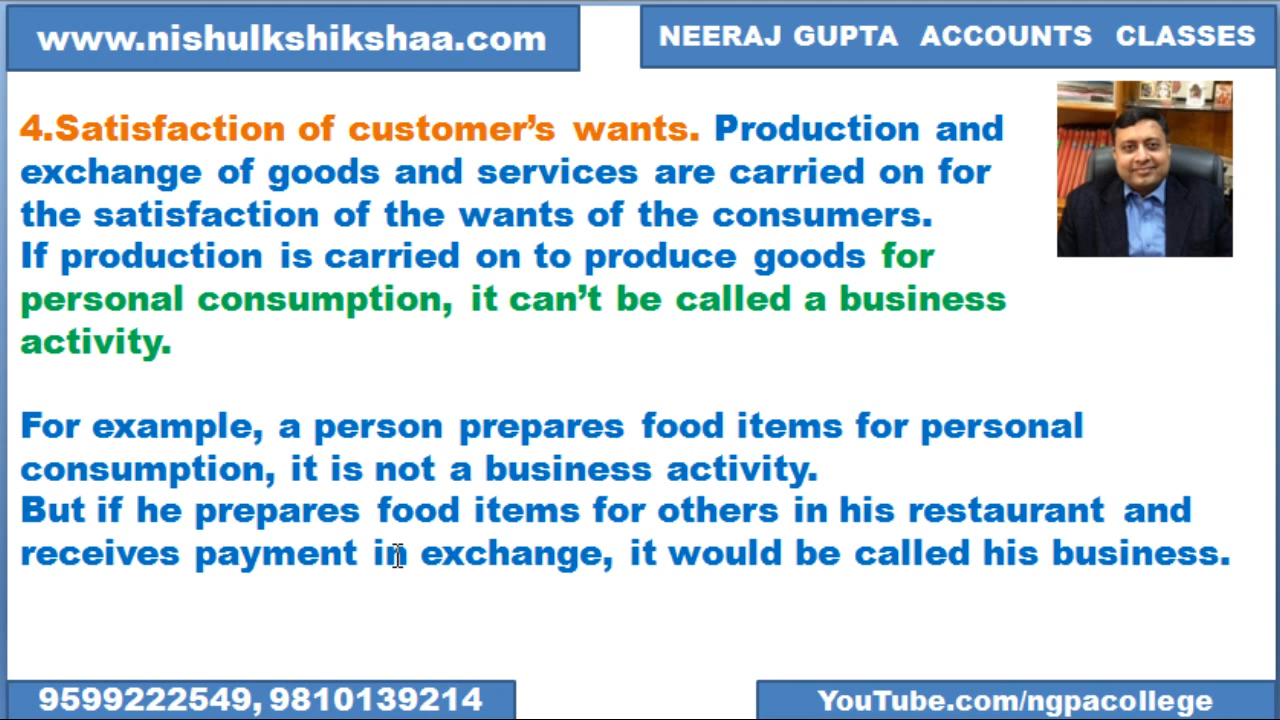 www.nishulkshikshaa.com
NEERAJ GUPTA ACCOUNTS CLASSES
4.Satisfaction of customer’s wants. Production and
exchange of goods and services are carried on for
the satisfaction of the wants of the consumers.
If production is carried on to produce goods for
personal consumption, it can’t be called a business
activity.
For example, a person prepares food items for personal
consumption, it is not a business activity.
But if he prepares food items for others in his restaurant and
receives payment in exchange, it would be called his business.
9599222549, 9810139214
YouTube.com/ngpacollege